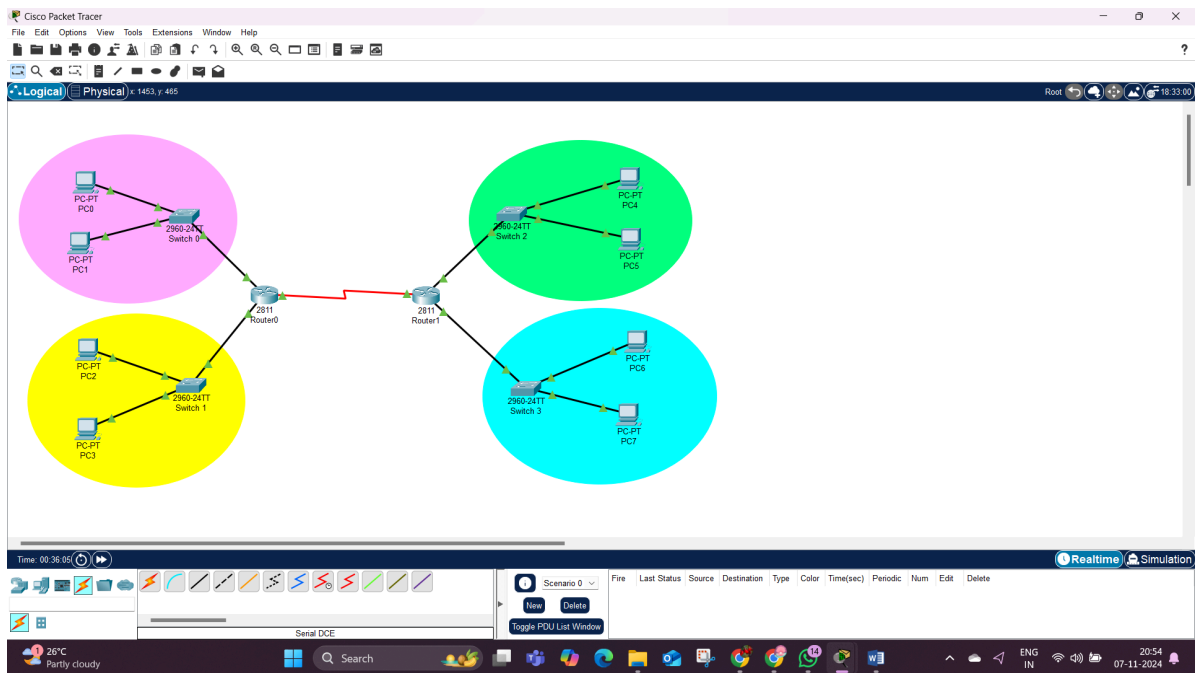 Cisco Packet Tracer
File Edit Options View Tools Extensions Window Help
?
Logical Physical x: 1453, y: 465
Root 18:33:00
PC-PT
PC0
PC-PT
PC1
2960-24TT
Switch 0
2811
Router0
PC-PT
PC2
PC-PT
PC3
2960-24TT
Switch 1
2811
Router1
PC-PT
PC4
PC-PT
PC5
2960-24TT
Switch 2
PC-PT
PC6
PC-PT
PC7
2960-24TT
Switch 3
Time: 00:36:05
Realtime Simulation
Scenario 0
New Delete
Toggle PDU List Window
Fire Last Status Source Destination Type Color Time(sec) Periodic Num Edit Delete
Serial DCE
1
26°C
Partly cloudy
Search
14
ENG
IN
20:54
07-11-2024